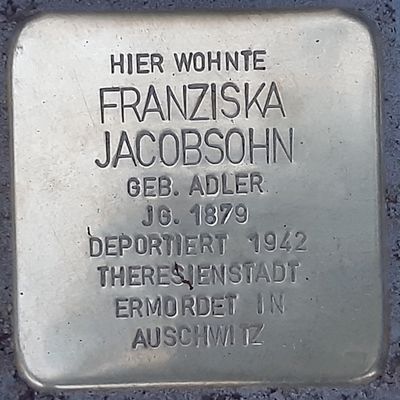 HIER WOHNTE
FRANZISKA
JACOBSOHN
GEB. ADLER
JG. 1879
DEPORTIERT 1942
THERESIENSTADT
ERMORDET IN
AUSCHWITZ